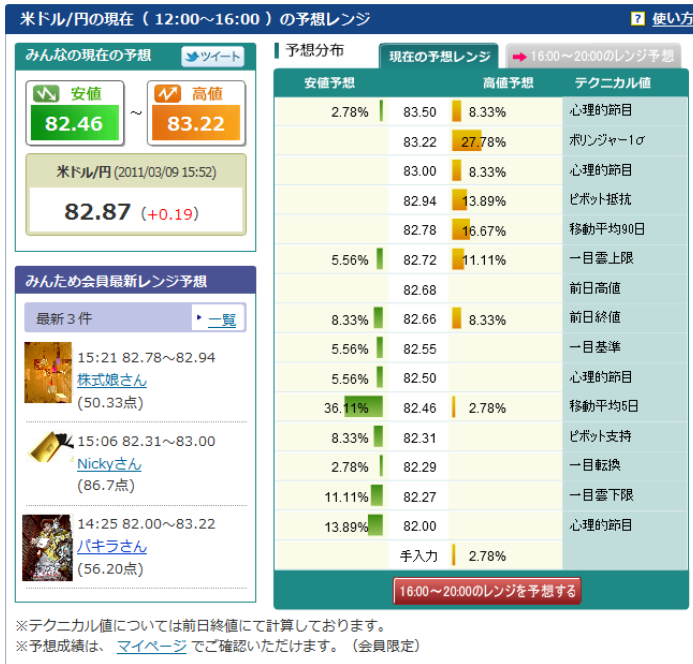 米ドル/円の現在（ 12:00～16:00 ）の予想レンジ
? 使い方
みんなの現在の予想
ツイート
安値
82.46
～
高値
83.22
米ドル/円 (2011/03/09 15:52)
82.87 (+0.19)
みんため会員最新レンジ予想
最新３件
一覧
15:21 82.78～82.94
株式娘さん
(50.33点)
15:06 82.31～83.00
Nickyさん
(86.7点)
14:25 82.00～83.22
パキラさん
(56.20点)
予想分布
現在の予想レンジ
16:00～20:00のレンジ予想
安値予想 高値予想 テクニカル値
2.78% 83.50 8.33% 心理的節目
83.22 27.78% ボリンジャー1σ
83.00 8.33% 心理的節目
82.94 13.89% ピボット抵抗
82.78 16.67% 移動平均90日
5.56% 82.72 11.11% 一目雲上限
82.68 前日高値
8.33% 82.66 8.33% 前日終値
5.56% 82.55 一目基準
5.56% 82.50 心理的節目
36.11% 82.46 2.78% 移動平均5日
8.33% 82.31 ピボット支持
2.78% 82.29 一目転換
11.11% 82.27 一目雲下限
13.89% 82.00 心理的節目
手入力 2.78%
16:00～20:00のレンジを予想する
※テクニカル値については前日終値にて計算しております。
※予想成績は、 マイページ でご確認いただけます。（会員限定）